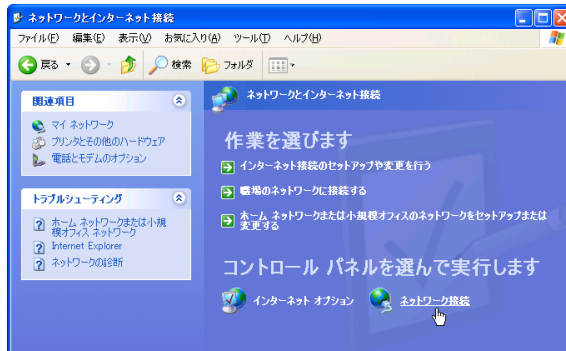 ネットワークとインターネット接続
ファイル(F) 編集(E) 表示(V) お気に入り(A) ツール(T) ヘルプ(H)
戻る 検索 フォルダ
関連項目
マイ ネットワーク
プリンタとその他のハードウェア
電話とモデムのオプション
トラブルシューティング
ホーム ネットワークまたは小規
模オフィス ネットワーク
Internet Explorer
ネットワークの診断
ネットワークとインターネット接続
作業を選びます
インターネット接続のセットアップや変更を行う
職場のネットワークに接続する
ホーム ネットワークまたは小規模オフィスのネットワークをセットアップまたは
変更する
コントロール パネルを選んで実行します
インターネット オプション ネットワーク接続